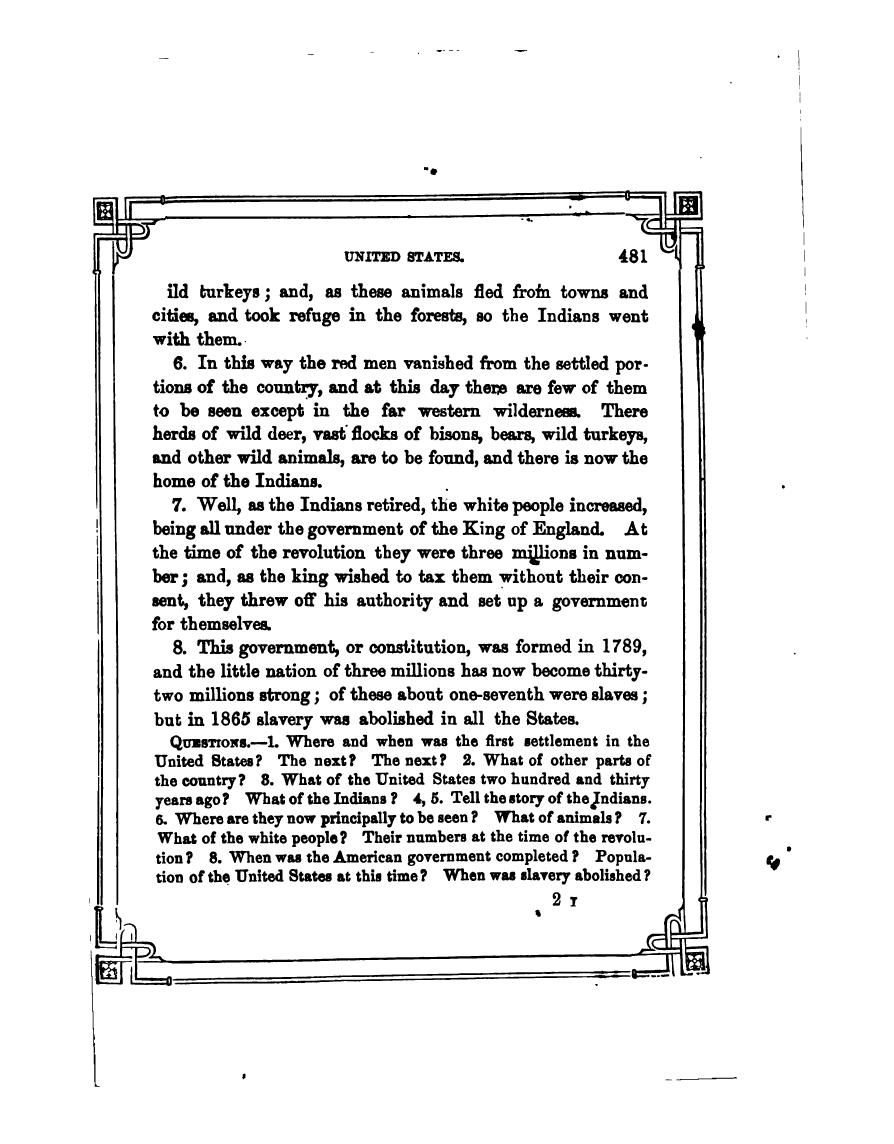 UNITED STATES. 481
ild turkeys; and, as these animals fled from towns and
cities, and took refuge in the forests, so the Indians went
with them.
6. In this way the red men vanished from the settled por-
tions of the country, and at this day there are few of them
to be seen except in the far western wilderness. There
herds of wild deer, vast flocks of bisons, bears, wild turkeys,
and other wild animals, are to be found, and there is now the
home of the Indians.
7. Well, as the Indians retired, the white people increased,
being all under the government of the King of England. At
the time of the revolution they were three millions in num-
ber; and, as the king wished to tax them without their con-
sent, they threw off his authority and set up a government
for themselves.
8. This government, or constitution, was formed in 1789,
and the little nation of three millions has now become thirty-
two millions strong; of these about one-seventh were slaves;
but in 1865 slavery was abolished in all the States.
QUESTIONS.—1. Where and when was the first settlement in the
United States? The next? The next? 2. What of other parts of
the country? 3. What of the United States two hundred and thirty
years ago? What of the Indians? 4, 5. Tell the story of the Indians.
6. Where are they now principally to be seen? What of animals? 7.
What of the white people? Their numbers at the time of the revolu-
tion? 8. When was the American government completed? Popula-
tion of the United States at this time? When was slavery abolished?
2 I